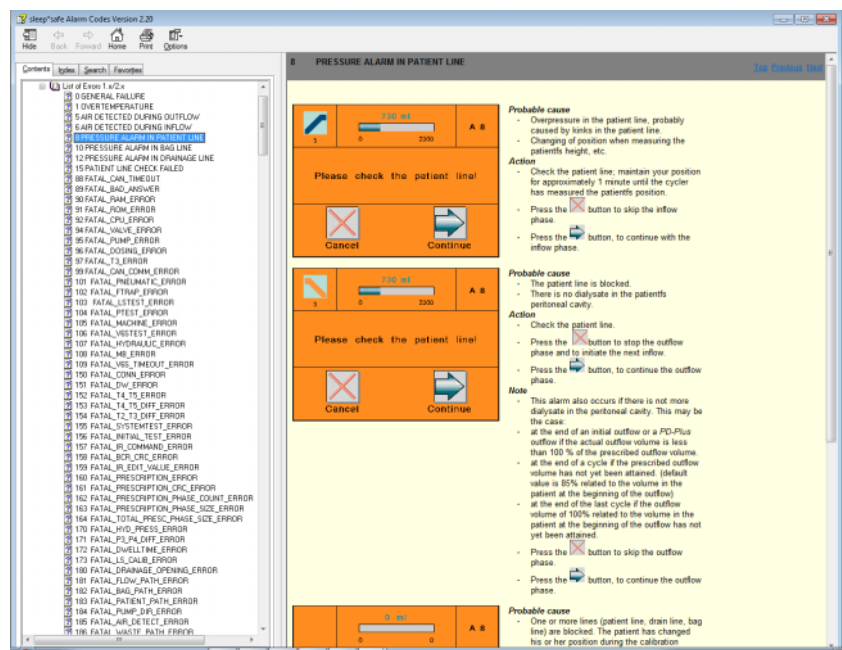 sleep•safe Alarm Codes Version 2.20
Hide Back Forward Home Print Options
Contents Index Search Favorites
List of Errors 1.x/2.x
0 GENERAL FAILURE
1 OVERTEMPERATURE
5 AIR DETECTED DURING OUTFLOW
6 AIR DETECTED DURING INFLOW
8 PRESSURE ALARM IN PATIENT LINE
10 PRESSURE ALARM IN BAG LINE
12 PRESSURE ALARM IN DRAINAGE LINE
15 PATIENT LINE CHECK FAILED
88 FATAL_CAN_TIMEOUT
89 FATAL_BAD_ANSWER
90 FATAL_RAM_ERROR
91 FATAL_ROM_ERROR
92 FATAL_CPU_ERROR
94 FATAL_VALVE_ERROR
95 FATAL_PUMP_ERROR
96 FATAL_DOSING_ERROR
97 FATAL_T3_ERROR
99 FATAL_CAN_COMM_ERROR
101 FATAL_PNEUMATIC_ERROR
102 FATAL_FTRAP_ERROR
103 FATAL_LSTEST_ERROR
104 FATAL_PTEST_ERROR
105 FATAL_MACHINE_ERROR
106 FATAL_V6STEST_ERROR
107 FATAL_HYDRAULIC_ERROR
108 FATAL_MB_ERROR
109 FATAL_V6S_TIMEOUT_ERROR
150 FATAL_CONN_ERROR
151 FATAL_DW_ERROR
152 FATAL_T4_T5_ERROR
153 FATAL_T4_T5_DIFF_ERROR
154 FATAL_T2_T3_DIFF_ERROR
155 FATAL_SYSTEMTEST_ERROR
156 FATAL_INITIAL_TEST_ERROR
157 FATAL_IR_COMMAND_ERROR
158 FATAL_BCR_CRC_ERROR
159 FATAL_IR_EDIT_VALUE_ERROR
160 FATAL_PRESCRIPTION_ERROR
161 FATAL_PRESCRIPTION_CRC_ERROR
162 FATAL_PRESCRIPTION_PHASE_COUNT_ERROR
163 FATAL_PRESCRIPTION_PHASE_SIZE_ERROR
164 FATAL_TOTAL_PRESC_PHASE_SIZE_ERROR
170 FATAL_HYD_PRESS_ERROR
171 FATAL_P3_P4_DIFF_ERROR
172 FATAL_DWELLTIME_ERROR
173 FATAL_LS_CALIB_ERROR
180 FATAL_DRAINAGE_OPENING_ERROR
181 FATAL_FLOW_PATH_ERROR
182 FATAL_BAG_PATH_ERROR
183 FATAL_PATIENT_PATH_ERROR
184 FATAL_PUMP_DIR_ERROR
185 FATAL_AIR_DETECT_ERROR
186 FATAL_WASTE_PATH_ERROR
8 PRESSURE ALARM IN PATIENT LINE
Top Previous Next
730 ml
A 8
3 0 2300
Please check the patient line!
Cancel Continue
Probable cause
- Overpressure in the patient line, probably
caused by kinks in the patient line.
- Changing of position when measuring the
patientfs height, etc.
Action
- Check the patient line; maintain your position
for approximately 1 minute until the cycler
has measured the patientfs position.
- Press the button to skip the inflow
phase.
- Press the button, to continue with the
inflow phase.
730 ml
A 8
3 0 2300
Please check the patient line!
Cancel Continue
Probable cause
- The patient line is blocked.
- There is no dialysate in the patientfs
peritoneal cavity.
Action
- Check the patient line.
- Press the button to stop the outflow
phase and to initiate the next inflow.
- Press the button, to continue the outflow
phase.
Note
- This alarm also occurs if there is not more
dialysate in the peritoneal cavity. This may be
the case:
- at the end of an initial outflow or a PD-Plus
outflow if the actual outflow volume is less
than 100 % of the prescribed outflow volume.
- at the end of a cycle if the prescribed outflow
volume has not yet been attained. (default
value is 85% related to the volume in the
patient at the beginning of the outflow)
- at the end of the last cycle if the outflow
volume of 100% related to the volume in the
patient at the beginning of the outflow has not
yet been attained.
- Press the button to skip the outflow
phase.
- Press the button, to continue the outflow
phase.
0 ml
A 8
0 0
Probable cause
- One or more lines (patient line, drain line, bag
line) are blocked. The patient has changed
his or her position during the calibration